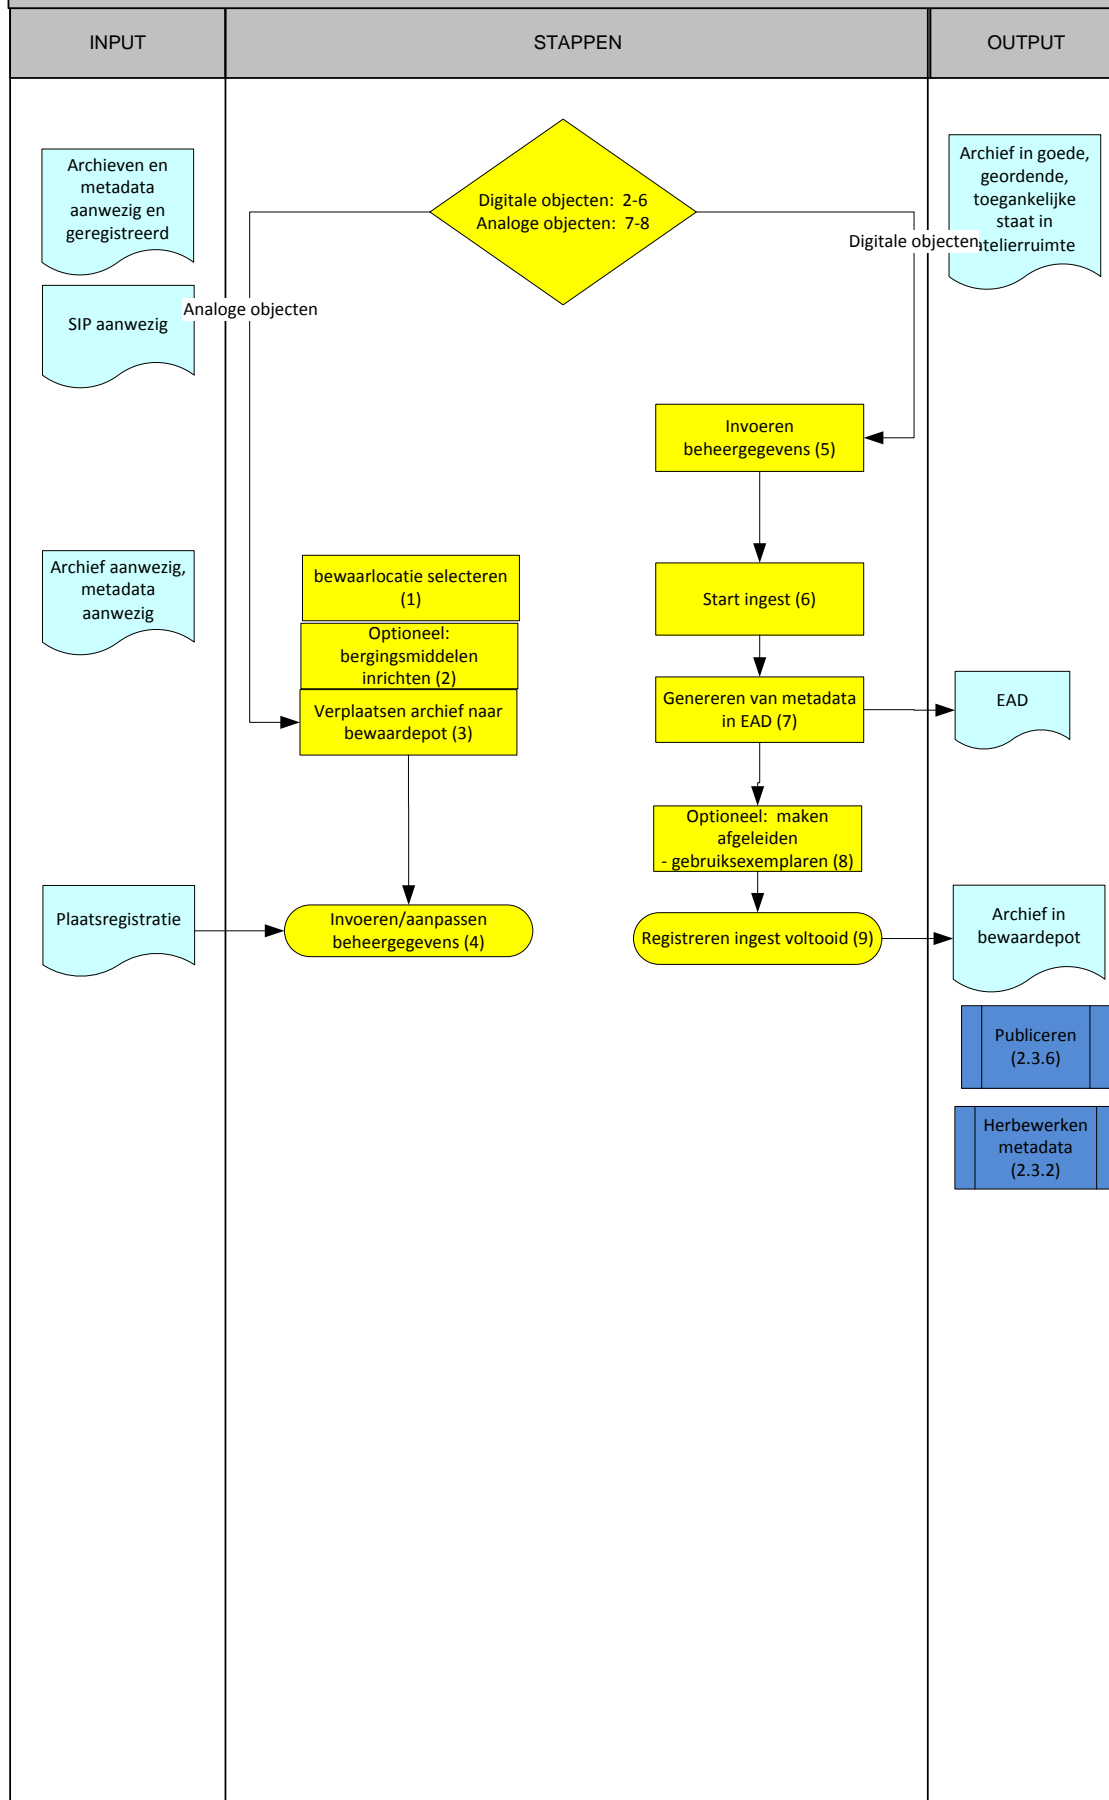 INPUT
STAPPEN
OUTPUT
Archieven en
metadata
aanwezig en
geregistreerd
SIP aanwezig
Digitale objecten:  2-6
Analoge objecten:  7-8
Analoge objecten
Digitale objecten
Archief in goede,
geordende,
toegankelijke
staat in
atelierruimte
Invoeren
beheergegevens (5)
Archief aanwezig,
metadata
aanwezig
bewaarlocatie selecteren
(1)
Optioneel:
bergingsmiddelen
inrichten (2)
Verplaatsen archief naar
bewaardepot (3)
Start ingest (6)
Genereren van metadata
in EAD (7)
EAD
Optioneel:  maken
afgeleiden
- gebruiksexemplaren (8)
Plaatsregistratie
Invoeren/aanpassen
beheergegevens (4)
Registreren ingest voltooid (9)
Archief in
bewaardepot
Publiceren
(2.3.6)
Herbewerken
metadata
(2.3.2)